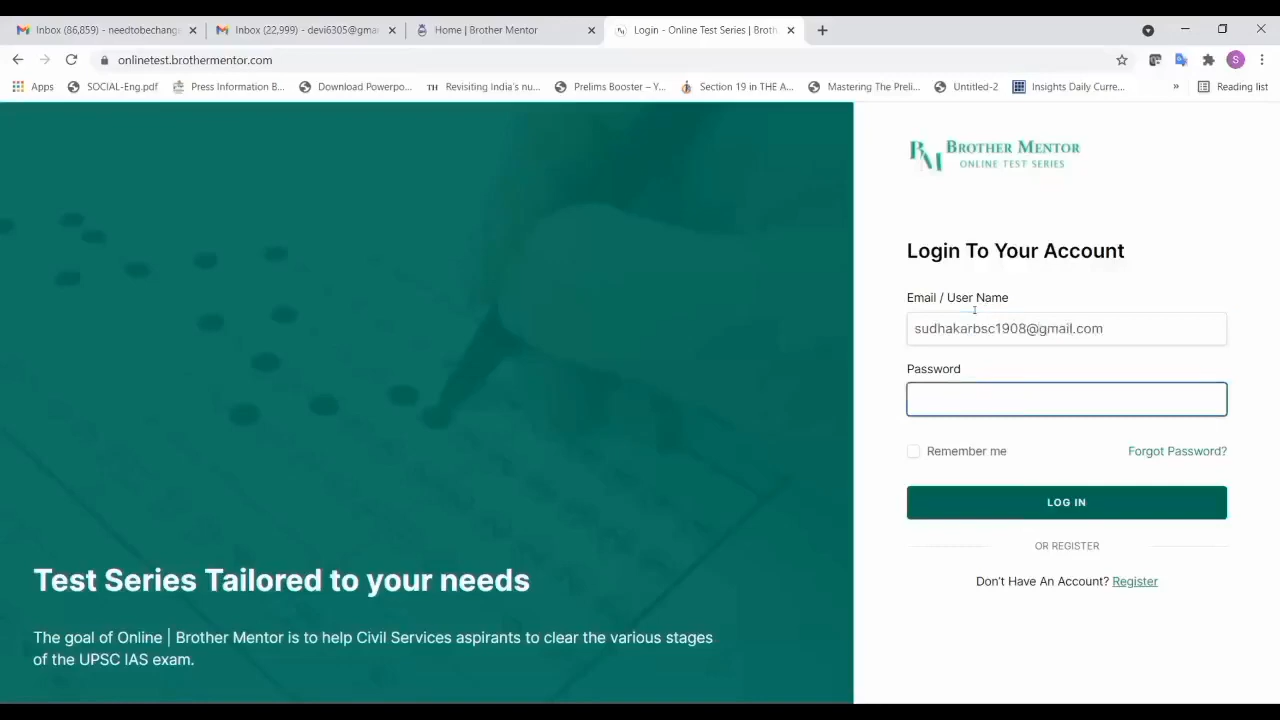 Inbox (86,859) - needtobechang
Inbox (22,999) - devi6305@gmai
Home | Brother Mentor
Login - Online Test Series | Broth
onlinetest.brothermentor.com
S
Apps
SOCIAL-Eng.pdf
Press Information B...
Download Powerpo...
TH Revisiting India's nu...
Prelims Booster – Y...
Section 19 in THE A...
Mastering The Preli...
Untitled-2
Insights Daily Curre...
»
Reading list
BM BROTHER MENTOR
ONLINE TEST SERIES
Login To Your Account
Email / User Name
sudhakarbsc1908@gmail.com
Password
Remember me
Forgot Password?
LOG IN
OR REGISTER
Don't Have An Account? Register
Test Series Tailored to your needs
The goal of Online | Brother Mentor is to help Civil Services aspirants to clear the various stages
of the UPSC IAS exam.